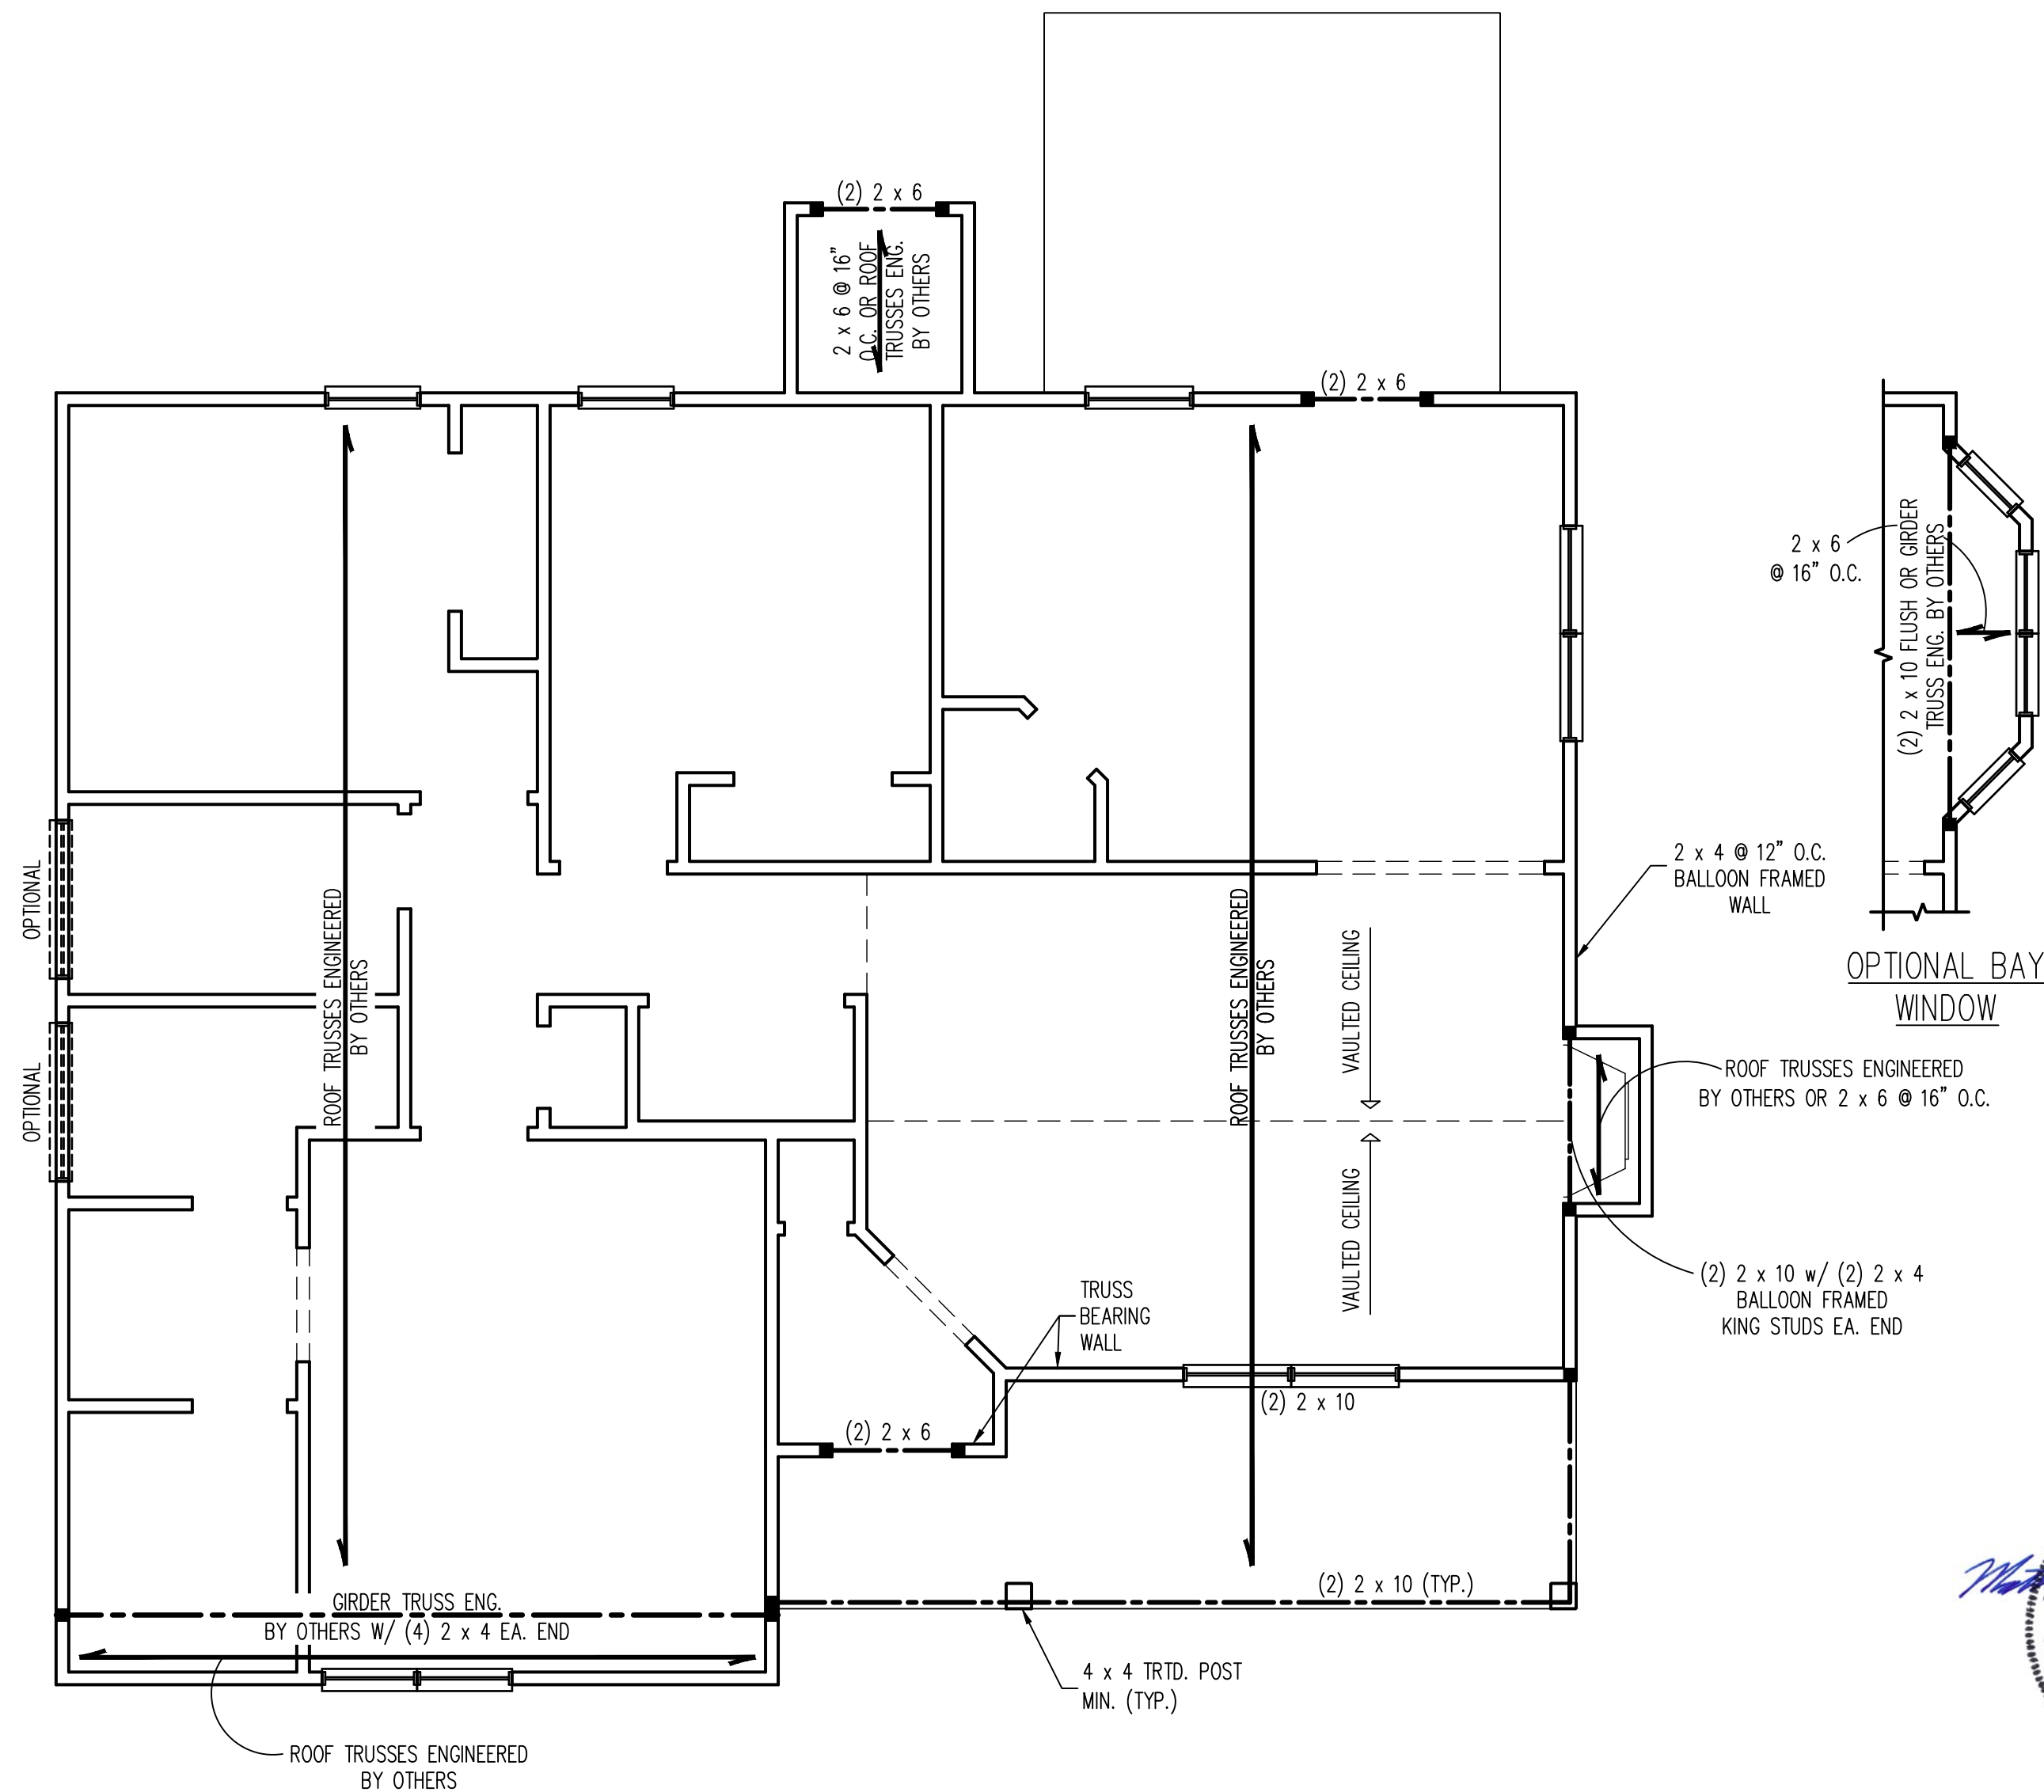 (2) 2 x 6
2 x 6 @ 16"
O.C. OR ROOF
TRUSSES ENG.
BY OTHERS
(2) 2 x 6
2 x 6
@ 16" O.C.
(2) 2 x 10 FLUSH OR GIRDER
TRUSS ENG. BY OTHERS
OPTIONAL BAY
WINDOW
2 x 4 @ 12" O.C.
BALLOON FRAMED
WALL
OPTIONAL
OPTIONAL
ROOF TRUSSES ENGINEERED
BY OTHERS
ROOF TRUSSES ENGINEERED
BY OTHERS
VAULTED CEILING
VAULTED CEILING
ROOF TRUSSES ENGINEERED
BY OTHERS OR 2 x 6 @ 16" O.C.
(2) 2 x 10 w/ (2) 2 x 4
BALLOON FRAMED
KING STUDS EA. END
TRUSS
BEARING
WALL
(2) 2 x 10
(2) 2 x 6
(2) 2 x 10 (TYP.)
GIRDER TRUSS ENG.
BY OTHERS W/ (4) 2 x 4 EA. END
4 x 4 TRTD. POST
MIN. (TYP.)
ROOF TRUSSES ENGINEERED
BY OTHERS